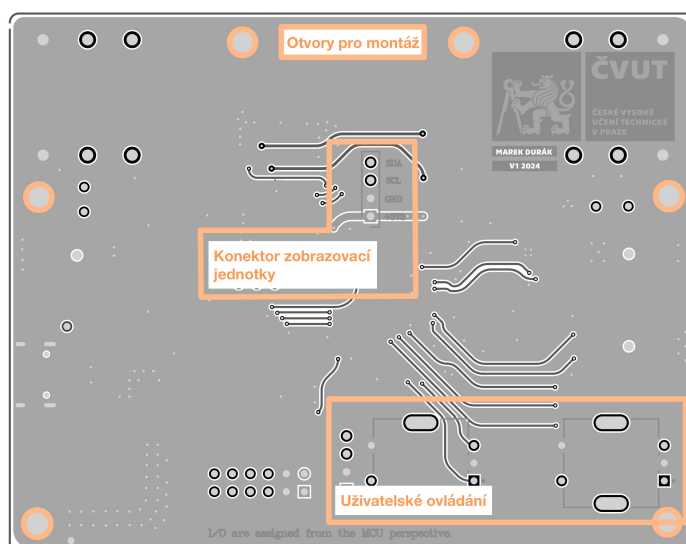 Otvory pro montáž
ČVUT
ČESKÉ VYSOKÉ
UČENÍ TECHNICKÉ
V PRAZE
MAREK DURÁK
V1 2024
SDA
SCL
GND
Konektor zobrazovací
jednotky
Uživatelské ovládání
I/O are assigned from the MCU perspective.